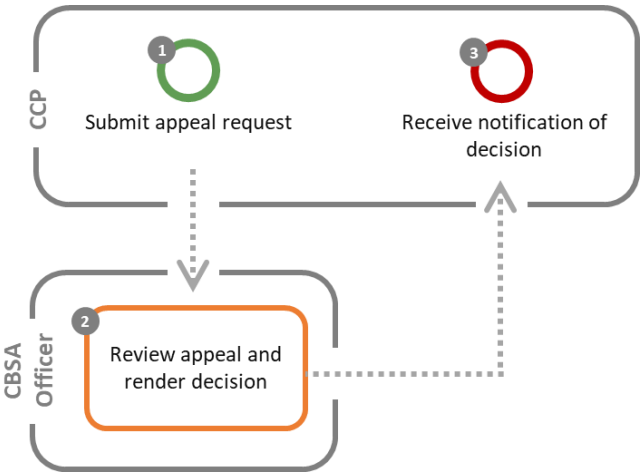 CCP
1
Submit appeal request
3
Receive notification of
decision
CBSA
Officer
2
Review appeal and
render decision